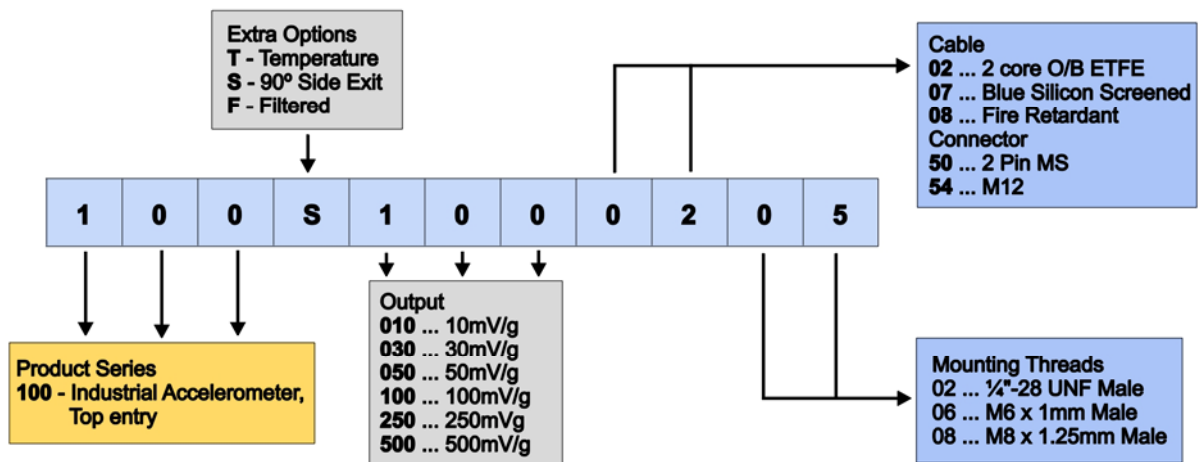 Extra Options
T - Temperature
S - 90º Side Exit
F - Filtered
Cable
02 ... 2 core O/B ETFE
07 ... Blue Silicon Screened
08 ... Fire Retardant
Connector
50 ... 2 Pin MS
54 ... M12
1 0 0 S 1 0 0 0 2 0 5
Product Series
100 - Industrial Accelerometer,
Top entry
Output
010 ... 10mV/g
030 ... 30mV/g
050 ... 50mV/g
100 ... 100mV/g
250 ... 250mVg
500 ... 500mV/g
Mounting Threads
02 ... ¼"-28 UNF Male
06 ... M6 x 1mm Male
08 ... M8 x 1.25mm Male